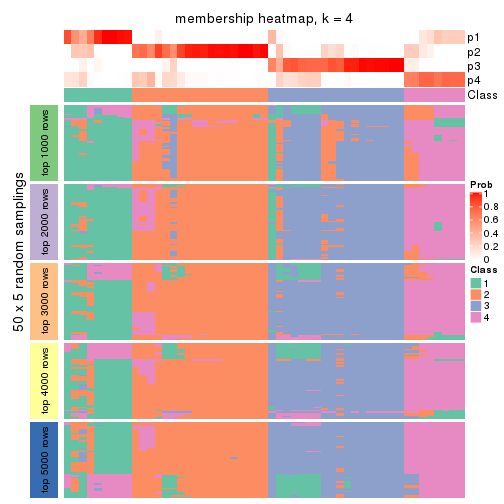 membership heatmap, k = 4
p1
p2
p3
p4
Class
50 x 5 random samplings
top 1000 rows
top 2000 rows
top 3000 rows
top 4000 rows
top 5000 rows
Prob
1
0.8
0.6
0.4
0.2
0
Class
1
2
3
4